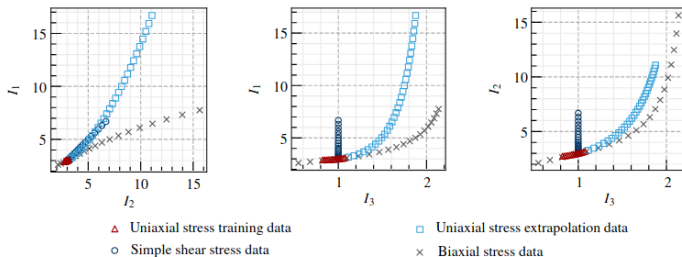 15
10
5
I₁
5 10 15
I₂
15
10
5
I₁
1 2
I₃
15
10
5
I₂
1 2
I₃
Uniaxial stress training data
Uniaxial stress extrapolation data
Simple shear stress data
Biaxial stress data